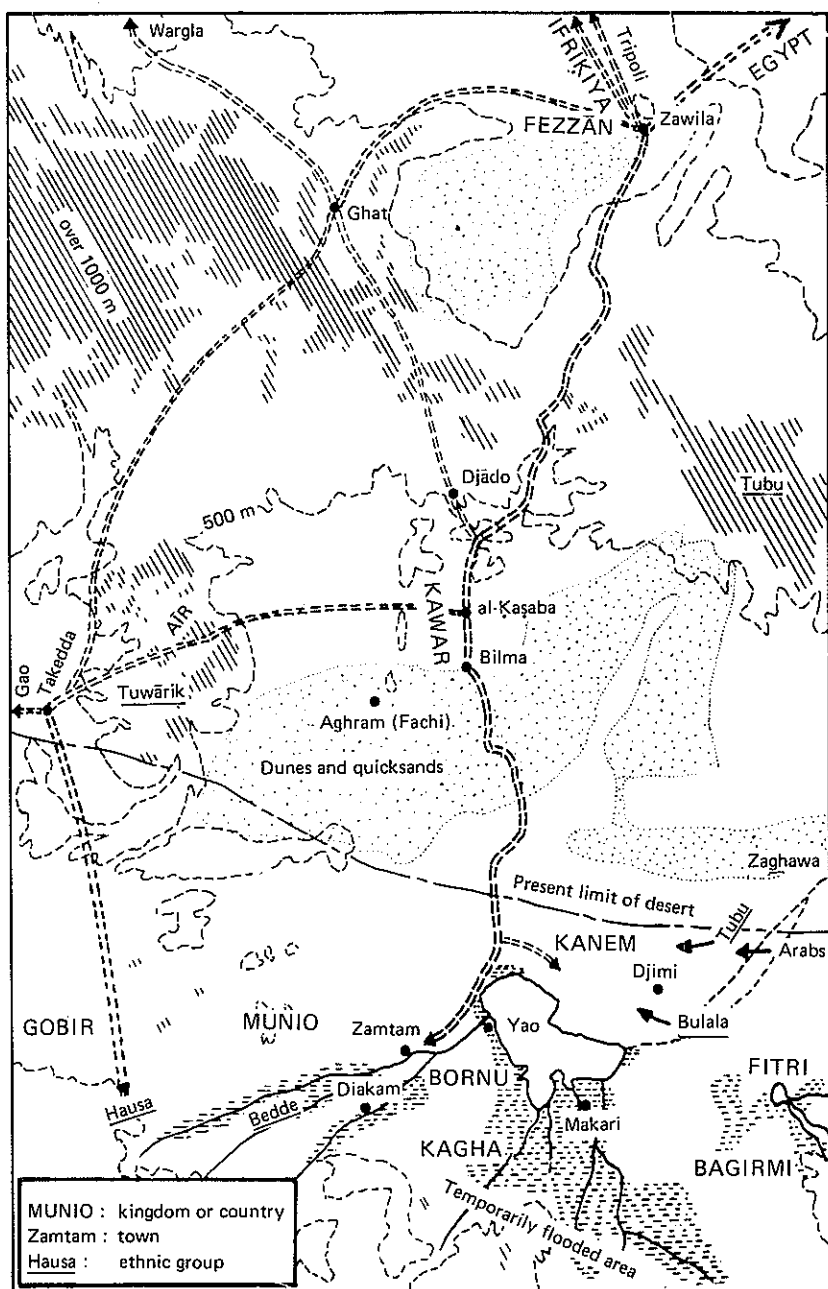 Wargla
IFRIKIYA
Tripoli
EGYPT
FEZZĀN
Zawila
Ghat
over 1000 m
Djādo
Tubu
500 m
KAWAR
al-Kaṣaba
AÏR
Bilma
Gao
Takedda
Tuwārik
Aghram (Fachi)
Dunes and quicksands
Zaghawa
Present limit of desert
KANEM
Tubu
Arabs
Djimi
GOBIR
MUNIO
Zamtam
Yao
Bulala
BORNU
FITRI
Hausa
Bedde
Diakam
Makari
KAGHA
BAGIRMI
Temporarily flooded area
MUNIO : kingdom or country
Zamtam : town
Hausa : ethnic group